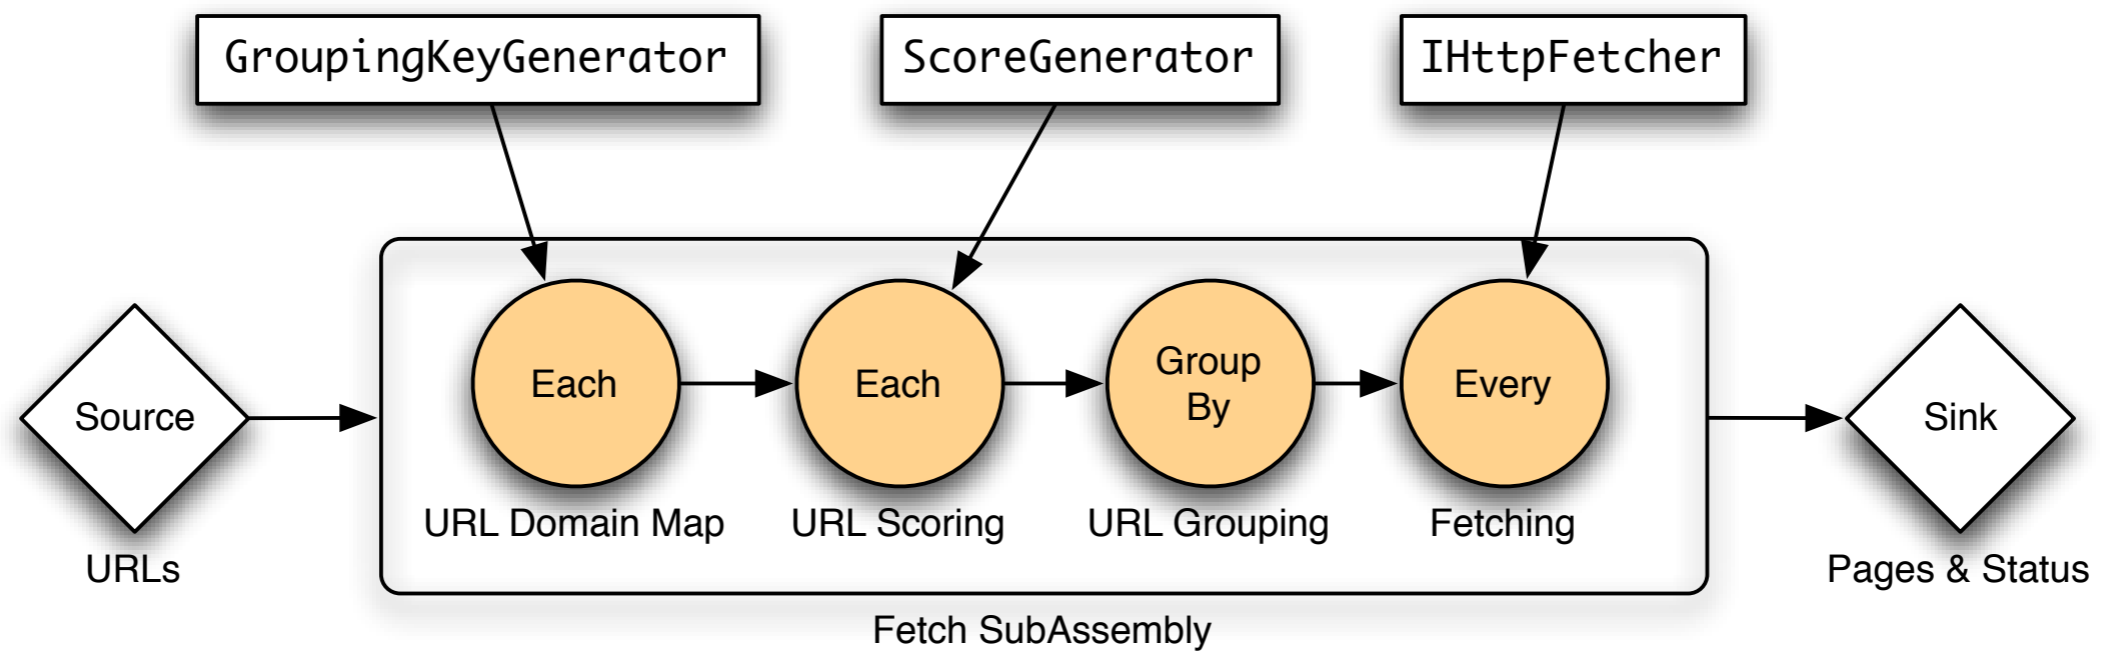 GroupingKeyGenerator
ScoreGenerator
IHttpFetcher
Source
URLs
Each
URL Domain Map
Each
URL Scoring
Group
By
URL Grouping
Every
Fetching
Fetch SubAssembly
Sink
Pages & Status